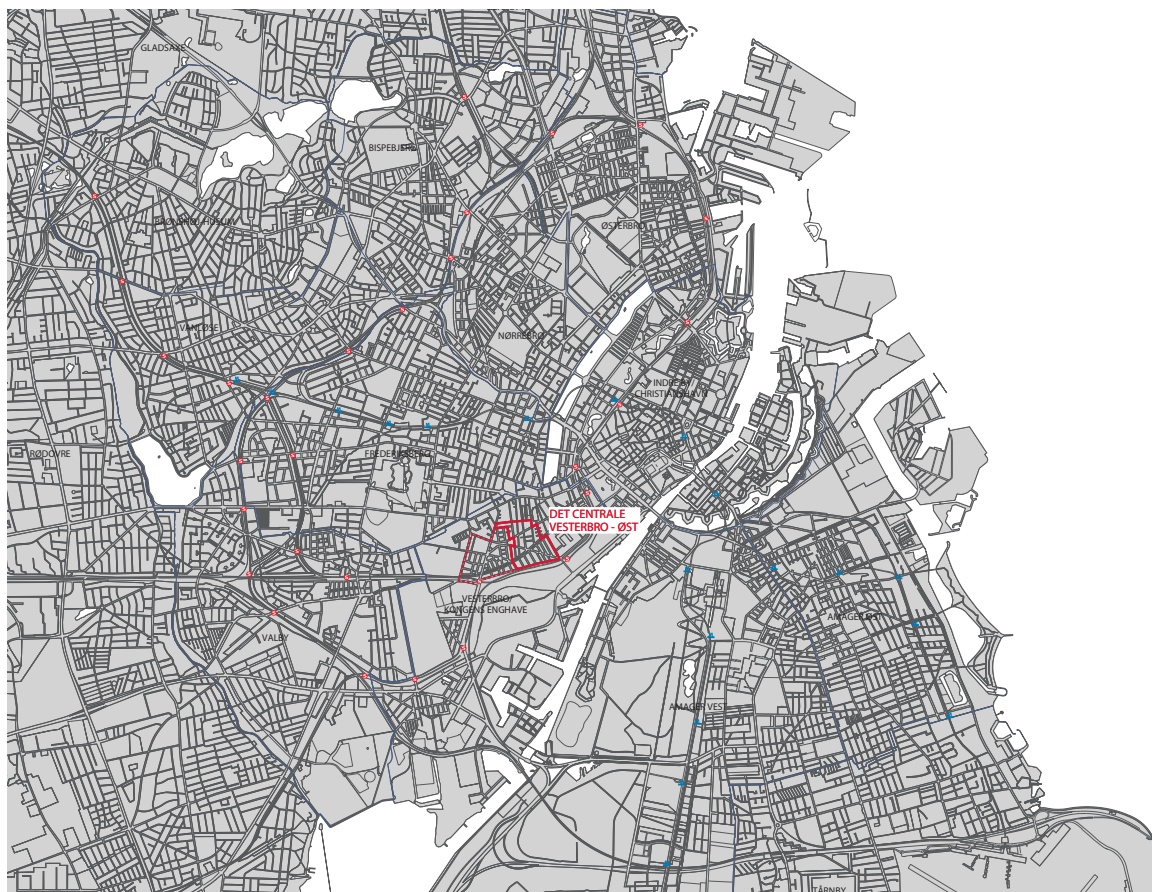 GLADSAXE
BISPEBJERG
BRØNSHØJ-HUSUM
ØSTERBRO
VANLØSE
NØRREBRO
INDRE BY/
CHRISTIANSHAVN
RØDOVRE
FREDERIKSBERG
DET CENTRALE
VESTERBRO - ØST
VESTERBRO/
KONGENS ENGHAVE
VALBY
AMAGER ØST
AMAGER VEST
TÅRNBY